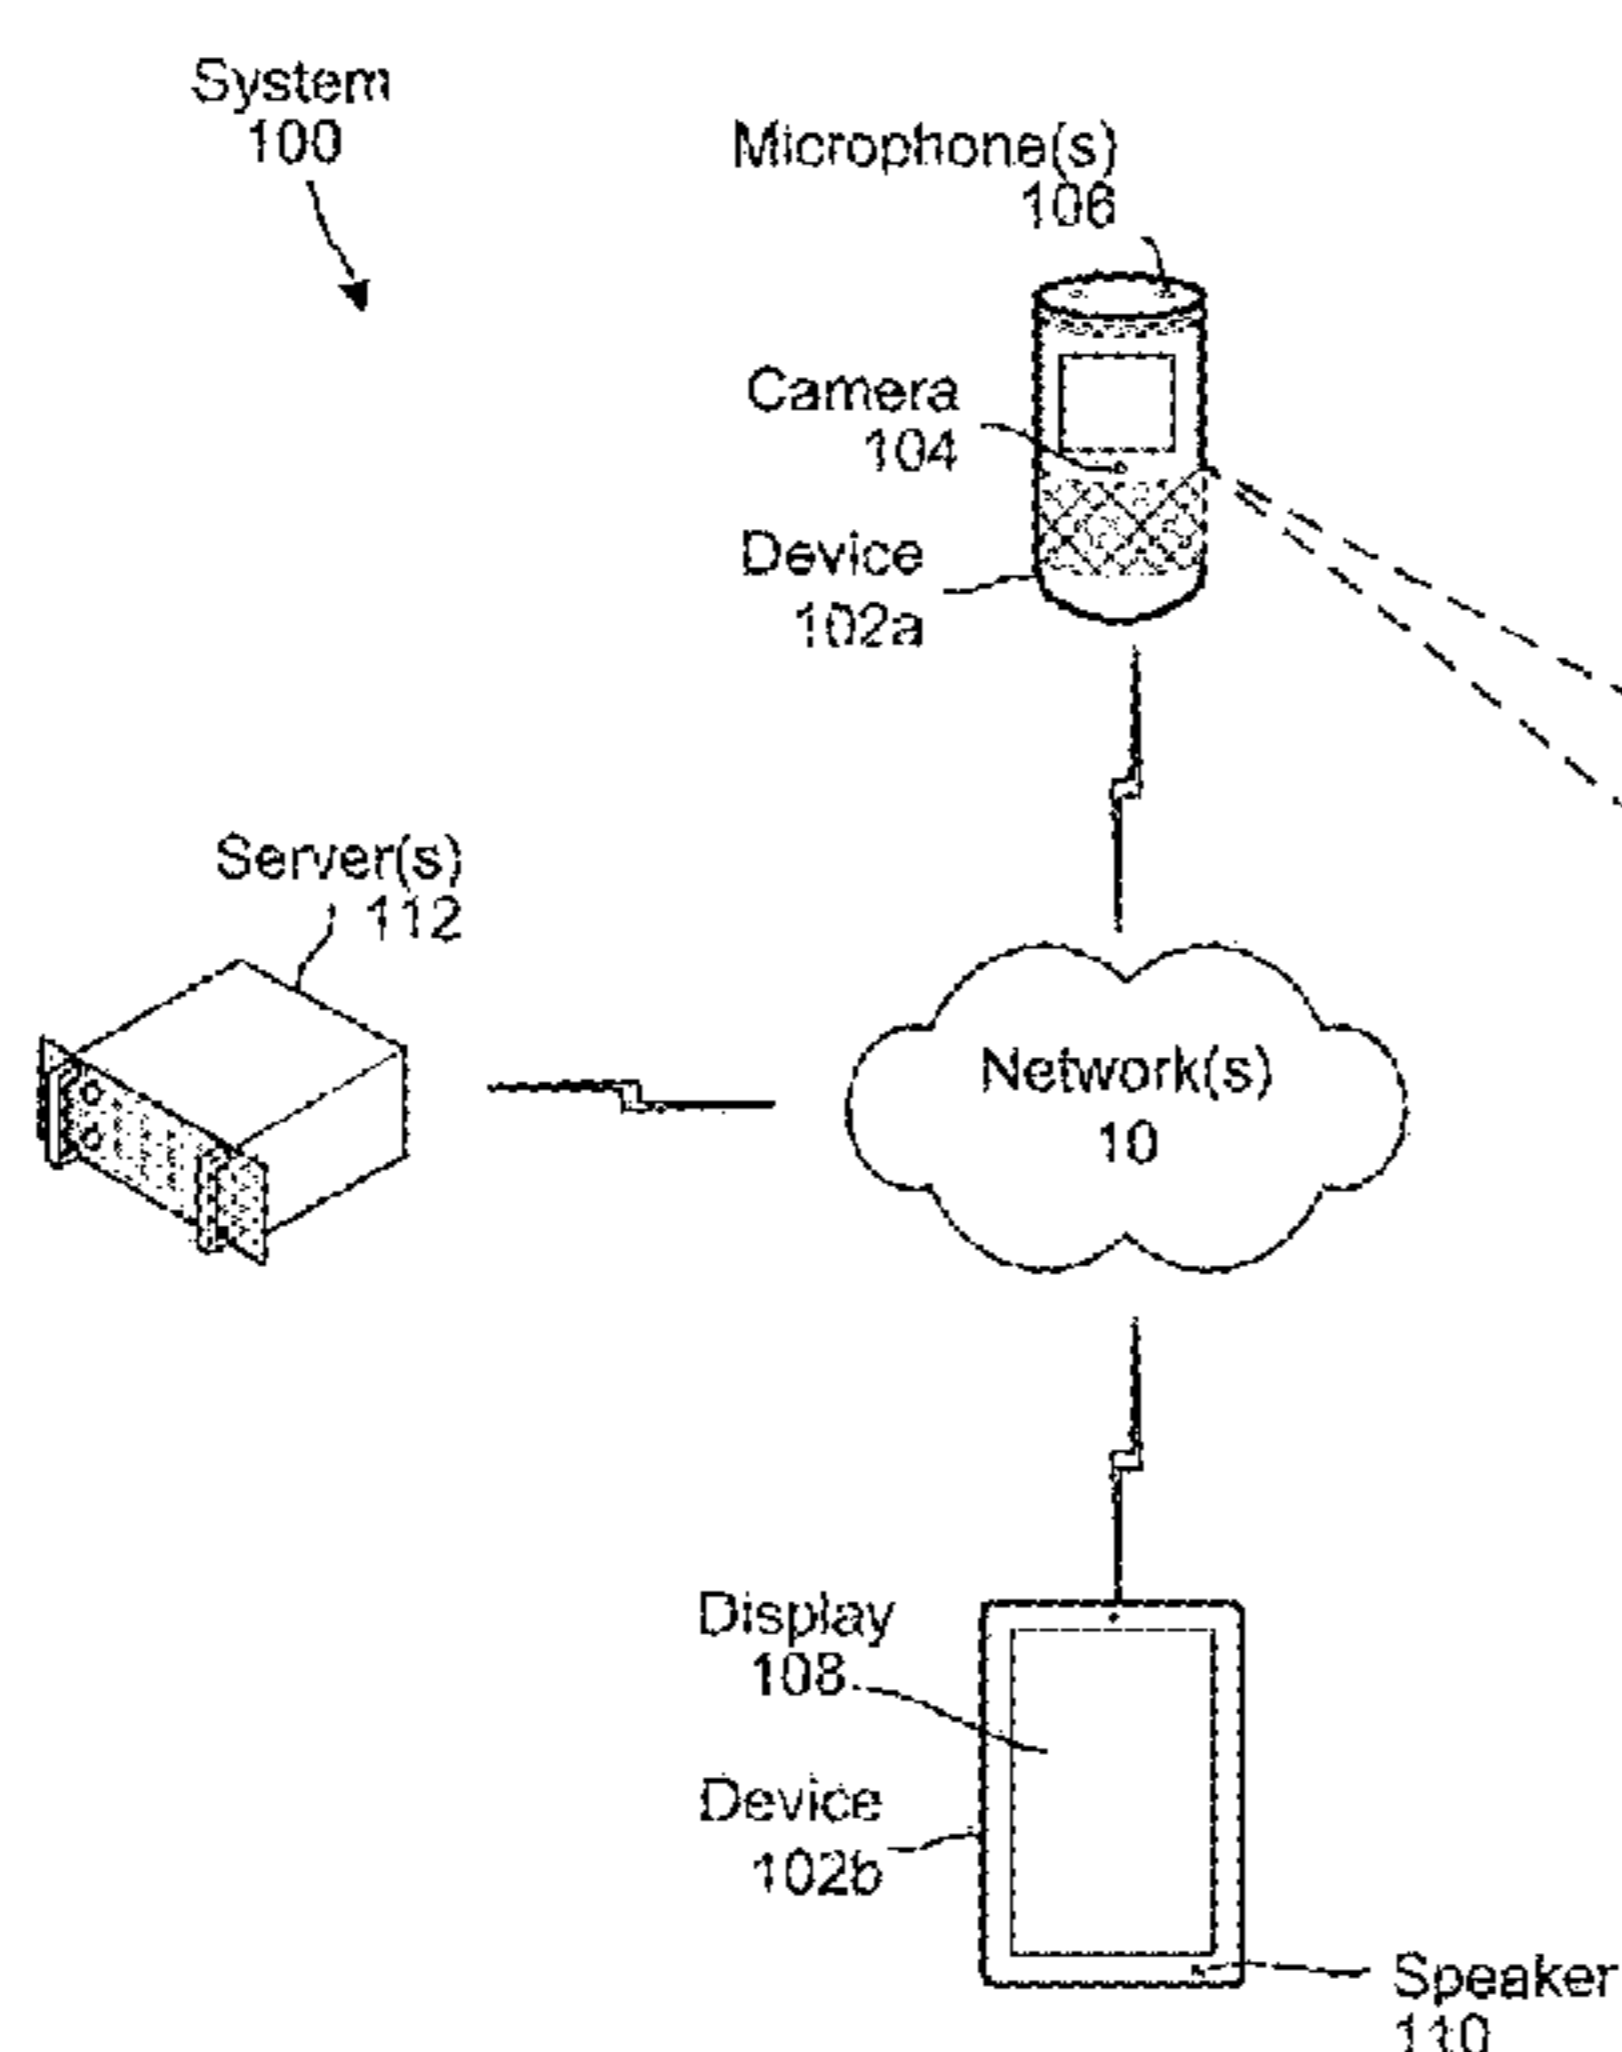 System
100
Microphone(s)
106
Camera
104
Device
102a
Server(s)
112
Network(s)
10
Display
108
Device
102b
Speaker
110